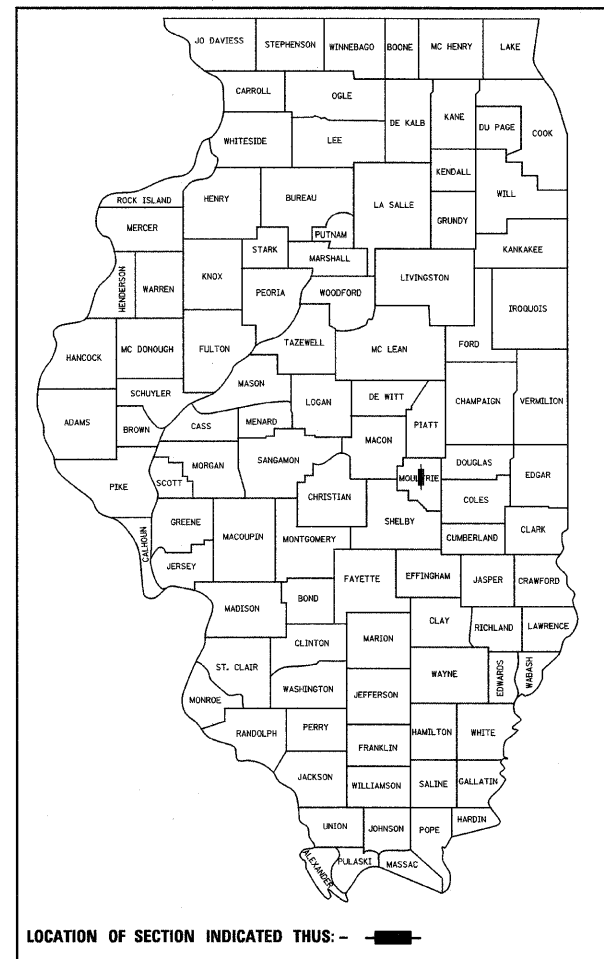 JO DAVIESS STEPHENSON WINNEBAGO BOONE MC HENRY LAKE
CARROLL OGLE KANE
DE KALB DU PAGE COOK
WHITESIDE LEE
KENDALL
WILL
HENRY BUREAU LA SALLE
ROCK ISLAND GRUNDY
MERCER PUTNAM
STARK MARSHALL KANKAKEE
HENDERSON WARREN KNOX LIVINGSTON
PEORIA WOODFORD
IROQUOIS
TAZEWELL FORD
HANCOCK MC DONOUGH FULTON MC LEAN
MASON
SCHUYLER LOGAN DE WITT CHAMPAIGN VERMILION
ADAMS CASS MENARD PIATT
BROWN MACON
MORGAN SANGAMON DOUGLAS EDGAR
PIKE SCOTT MOULTRIE
CHRISTIAN COLES
GREENE SHELBY
CALHOUN MACOUPIN MONTGOMERY CUMBERLAND CLARK
JERSEY
FAYETTE EFFINGHAM JASPER CRAWFORD
BOND
MADISON CLAY
RICHLAND LAWRENCE
CLINTON MARION
ST. CLAIR WAYNE EDWARDS WABASH
WASHINGTON JEFFERSON
MONROE
RANDOLPH PERRY HAMILTON WHITE
FRANKLIN
JACKSON WILLIAMSON SALINE GALLATIN
HARDIN
UNION JOHNSON POPE
ALEXANDER PULASKI MASSAC
LOCATION OF SECTION INDICATED THUS: -